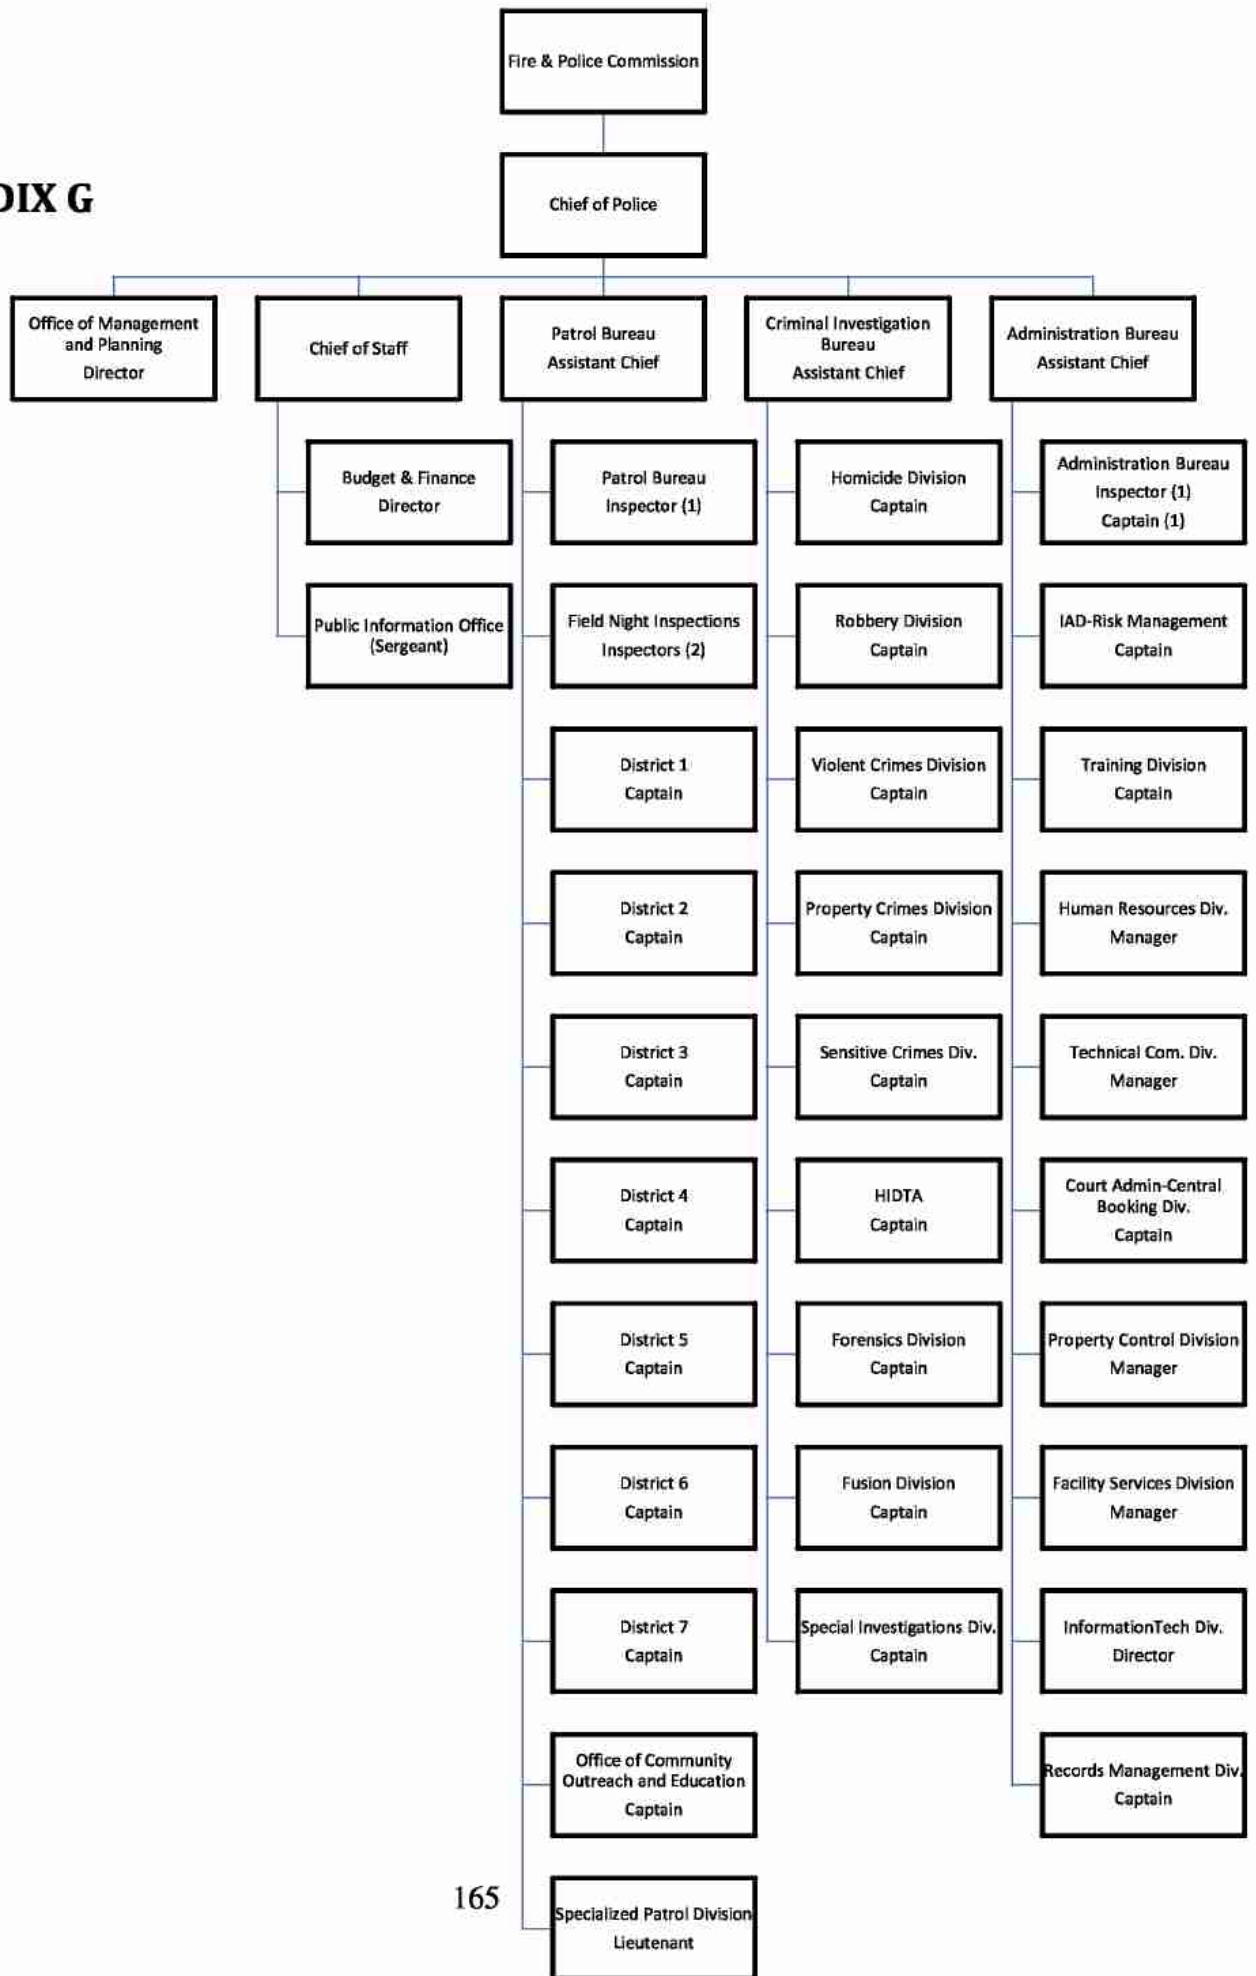 Fire & Police Commission
DIX G
Chief of Police
Office of Management
and Planning
Director
Chief of Staff
Patrol Bureau
Assistant Chief
Criminal Investigation
Bureau
Assistant Chief
Administration Bureau
Assistant Chief
Budget & Finance
Director
Public Information Office
(Sergeant)
Patrol Bureau
Inspector (1)
Field Night Inspections
Inspectors (2)
District 1
Captain
District 2
Captain
District 3
Captain
District 4
Captain
District 5
Captain
District 6
Captain
District 7
Captain
Office of Community
Outreach and Education
Captain
Specialized Patrol Division
Lieutenant
Homicide Division
Captain
Robbery Division
Captain
Violent Crimes Division
Captain
Property Crimes Division
Captain
Sensitive Crimes Div.
Captain
HIDTA
Captain
Forensics Division
Captain
Fusion Division
Captain
Special Investigations Div.
Captain
Administration Bureau
Inspector (1)
Captain (1)
IAD-Risk Management
Captain
Training Division
Captain
Human Resources Div.
Manager
Technical Com. Div.
Manager
Court Admin-Central
Booking Div.
Captain
Property Control Division
Manager
Facility Services Division
Manager
InformationTech Div.
Director
Records Management Div.
Captain
165